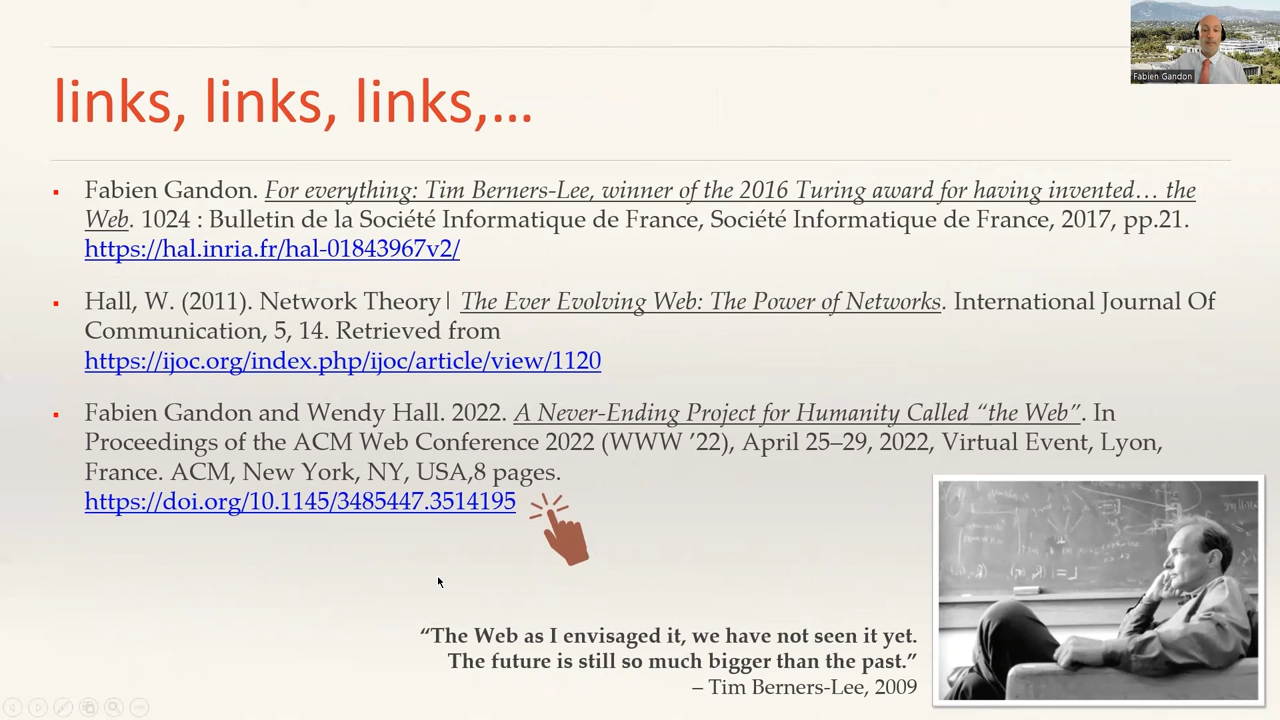 Fabien Gandon
links, links, links,...
▪ Fabien Gandon. For everything: Tim Berners-Lee, winner of the 2016 Turing award for having invented… the
Web. 1024 : Bulletin de la Société Informatique de France, Société Informatique de France, 2017, pp.21.
https://hal.inria.fr/hal-01843967v2/
▪ Hall, W. (2011). Network Theory| The Ever Evolving Web: The Power of Networks. International Journal Of
Communication, 5, 14. Retrieved from
https://ijoc.org/index.php/ijoc/article/view/1120
▪ Fabien Gandon and Wendy Hall. 2022. A Never-Ending Project for Humanity Called “the Web”. In
Proceedings of the ACM Web Conference 2022 (WWW ’22), April 25–29, 2022, Virtual Event, Lyon,
France. ACM, New York, NY, USA,8 pages.
https://doi.org/10.1145/3485447.3514195
“The Web as I envisaged it, we have not seen it yet.
The future is still so much bigger than the past.”
– Tim Berners-Lee, 2009